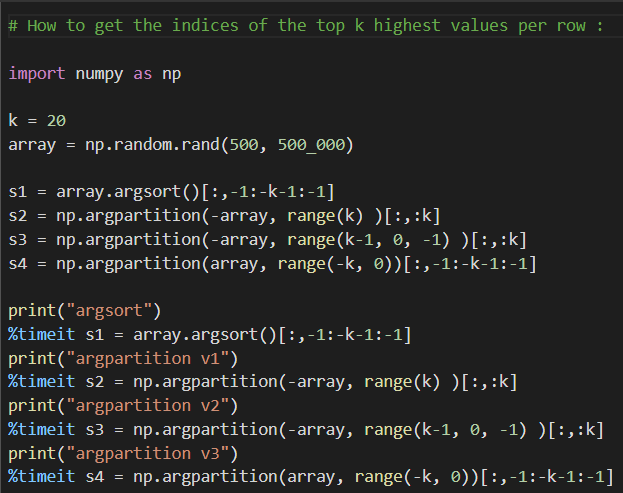 # How to get the indices of the top k highest values per row :
import numpy as np
k = 20
array = np.random.rand(500, 500_000)
s1 = array.argsort()[:,-1:-k-1:-1]
s2 = np.argpartition(-array, range(k) )[:,:k]
s3 = np.argpartition(-array, range(k-1, 0, -1) )[:,:k]
s4 = np.argpartition(array, range(-k, 0))[:,-1:-k-1:-1]
print("argsort")
%timeit s1 = array.argsort()[:,-1:-k-1:-1]
print("argpartition v1")
%timeit s2 = np.argpartition(-array, range(k) )[:,:k]
print("argpartition v2")
%timeit s3 = np.argpartition(-array, range(k-1, 0, -1) )[:,:k]
print("argpartition v3")
%timeit s4 = np.argpartition(array, range(-k, 0))[:,-1:-k-1:-1]